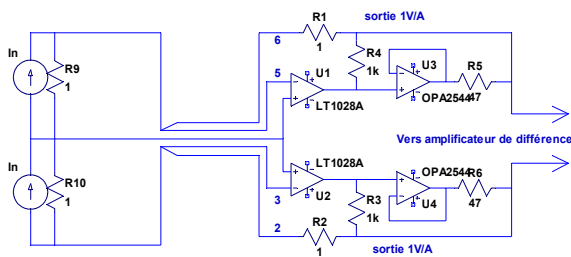 R1
sortie 1V/A
6
1
In
R9
1
5
R4
1k
U1
LT1028A
U3
OPA2544
R5
47
Vers amplificateur de différence
In
R10
1
LT1028A
U2
3
R3
1k
OPA2544
U4
R6
47
2
R2
1
sortie 1V/A